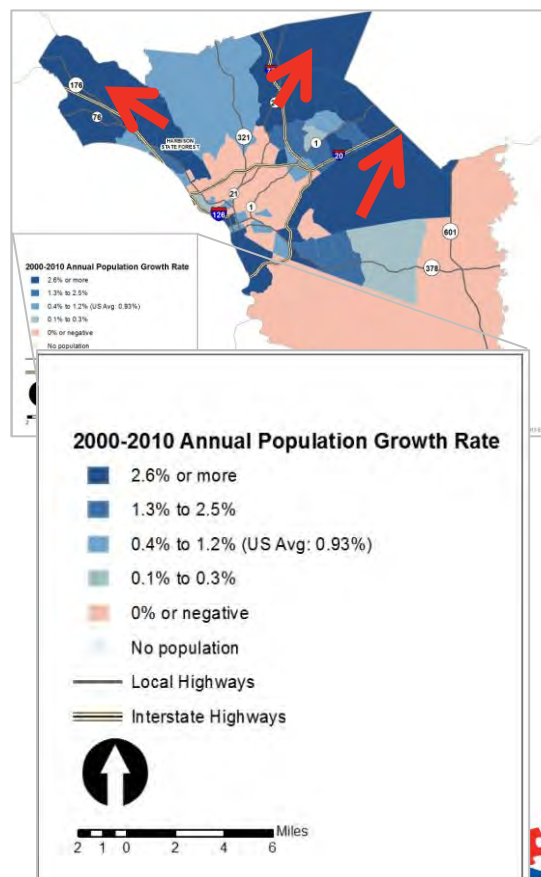 176
76
HARBISON
STATE FOREST
321
77
1
20
21
1
126
601
378
2000-2010 Annual Population Growth Rate
2.6% or more
1.3% to 2.5%
0.4% to 1.2% (US Avg: 0.93%)
0.1% to 0.3%
0% or negative
No population
2000-2010 Annual Population Growth Rate
2.6% or more
1.3% to 2.5%
0.4% to 1.2% (US Avg: 0.93%)
0.1% to 0.3%
0% or negative
No population
Local Highways
Interstate Highways
Miles
2 1 0 2 4 6